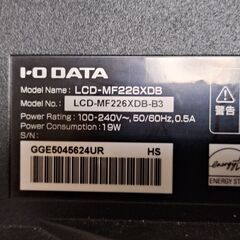 I-O DATA
Model Name: LCD-MF226XDB
Model No.: LCD-MF226XDB-B3
Power Rating: 100-240V~, 50/60Hz, 0.5A
Power Consumption: 19W
S/N:
GGE5045624UR HS
警告
ENERGY STAR